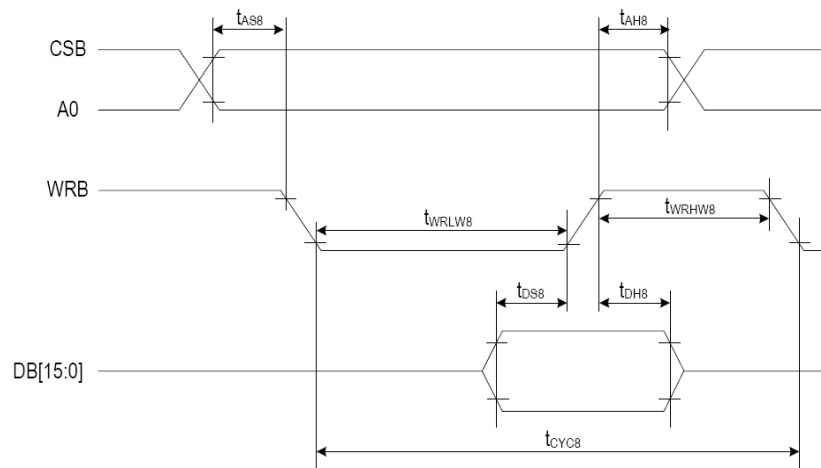 tAS8
tAH8
CSB
A0
WRB
tWRLW8
tWRHW8
tDS8
tDH8
DB[15:0]
tCYC8